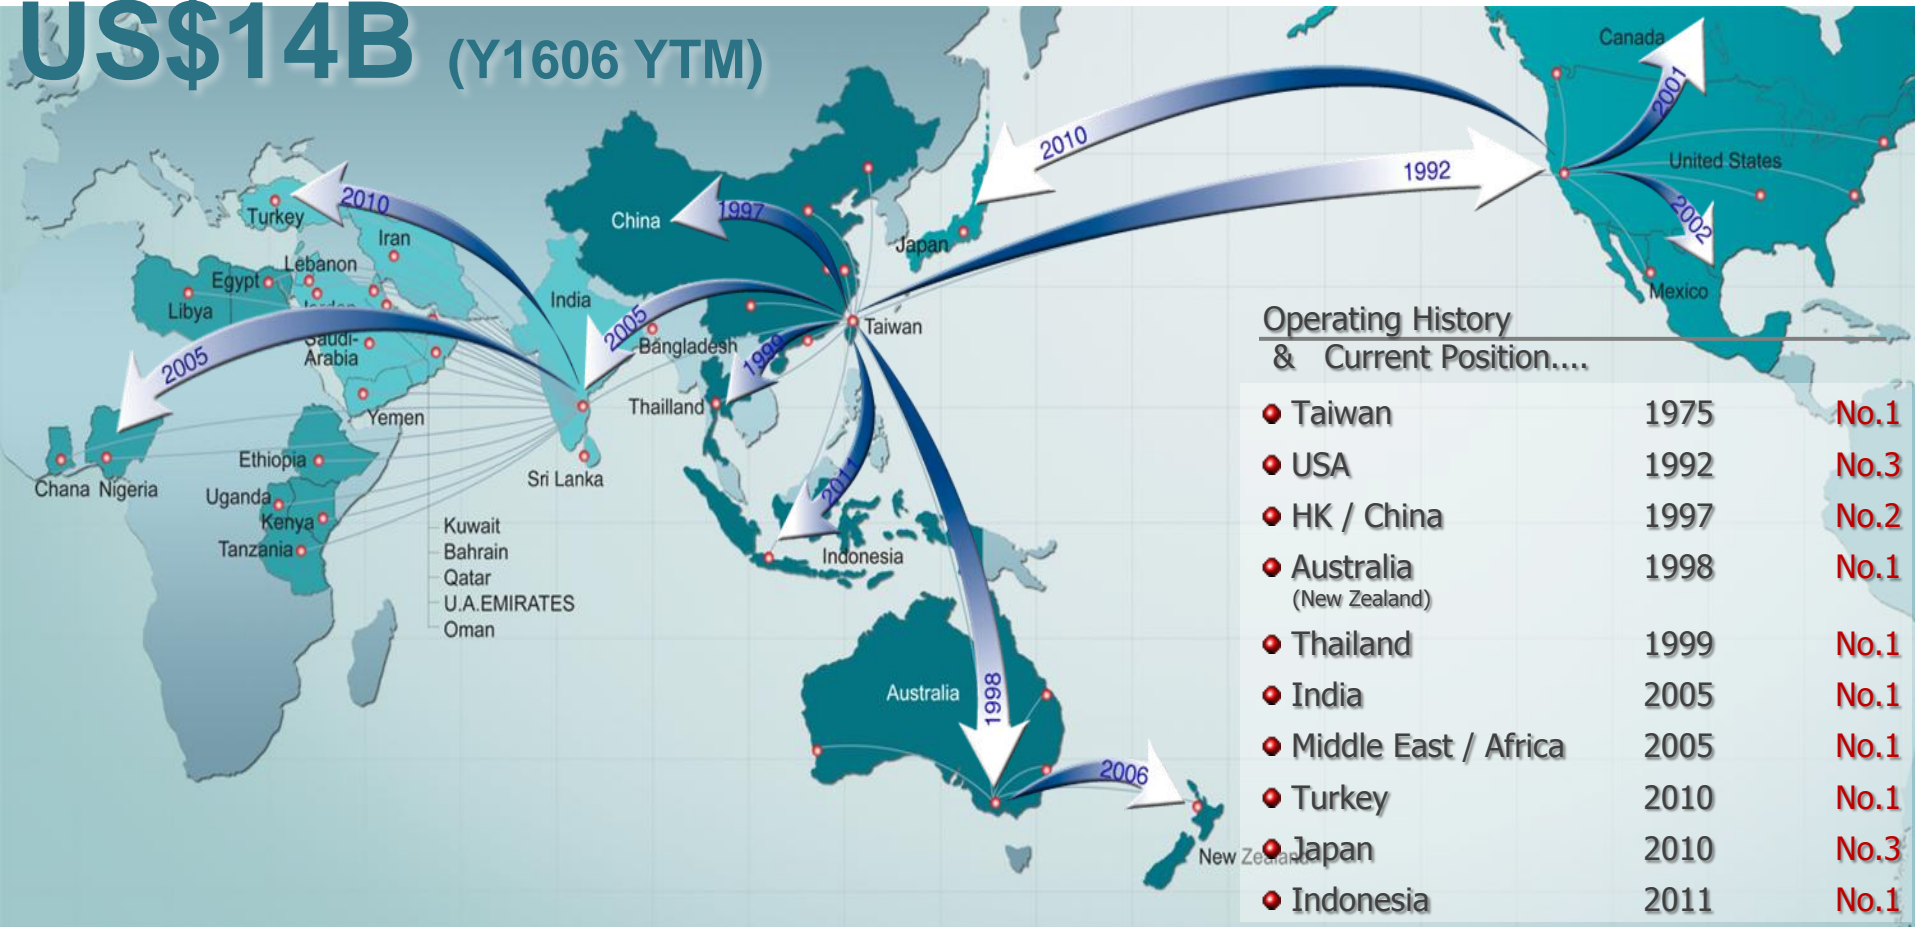 US$14B (Y1606 YTM)
Canada
2001
2010
1992
United States
2002
Mexico
China
1997
Japan
Turkey
2010
Iran
Lebanon
Egypt
Libya
Jordan
Saudi-
Arabia
2005
India
2005
Bangladesh
1999
Taiwan
Thailland
Yemen
Ethiopia
Chana Nigeria
Uganda
Kenya
Tanzania
Sri Lanka
2011
Indonesia
Kuwait
Bahrain
Qatar
U.A.EMIRATES
Oman
Australia
1998
2006
New Zealand
Operating History
& Current Position....
Taiwan 1975 No.1
USA 1992 No.3
HK / China 1997 No.2
Australia 1998 No.1
(New Zealand)
Thailand 1999 No.1
India 2005 No.1
Middle East / Africa 2005 No.1
Turkey 2010 No.1
Japan 2010 No.3
Indonesia 2011 No.1